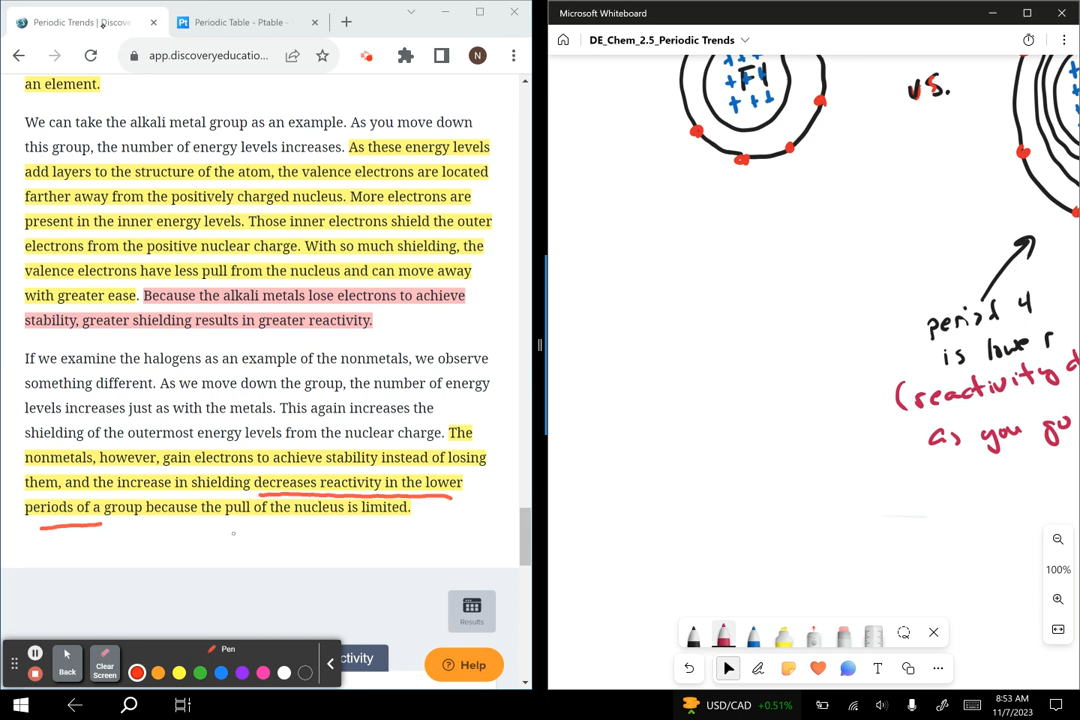 Periodic Trends | Discov
Periodic Table - Ptable -
app.discoveryeducatio...
N
an element.
We can take the alkali metal group as an example. As you move down
this group, the number of energy levels increases. As these energy levels
add layers to the structure of the atom, the valence electrons are located
farther away from the positively charged nucleus. More electrons are
present in the inner energy levels. Those inner electrons shield the outer
electrons from the positive nuclear charge. With so much shielding, the
valence electrons have less pull from the nucleus and can move away
with greater ease. Because the alkali metals lose electrons to achieve
stability, greater shielding results in greater reactivity.
If we examine the halogens as an example of the nonmetals, we observe
something different. As we move down the group, the number of energy
levels increases just as with the metals. This again increases the
shielding of the outermost energy levels from the nuclear charge. The
nonmetals, however, gain electrons to achieve stability instead of losing
them, and the increase in shielding decreases reactivity in the lower
periods of a group because the pull of the nucleus is limited.
Results
ctivity
Help
Pen
Back
Clear
Screen
Microsoft Whiteboard
DE_Chem_2.5_Periodic Trends
vs.
period 4
is lower
(reactivity d
as you go
100%
USD/CAD +0.51%
8:53 AM
11/7/2023